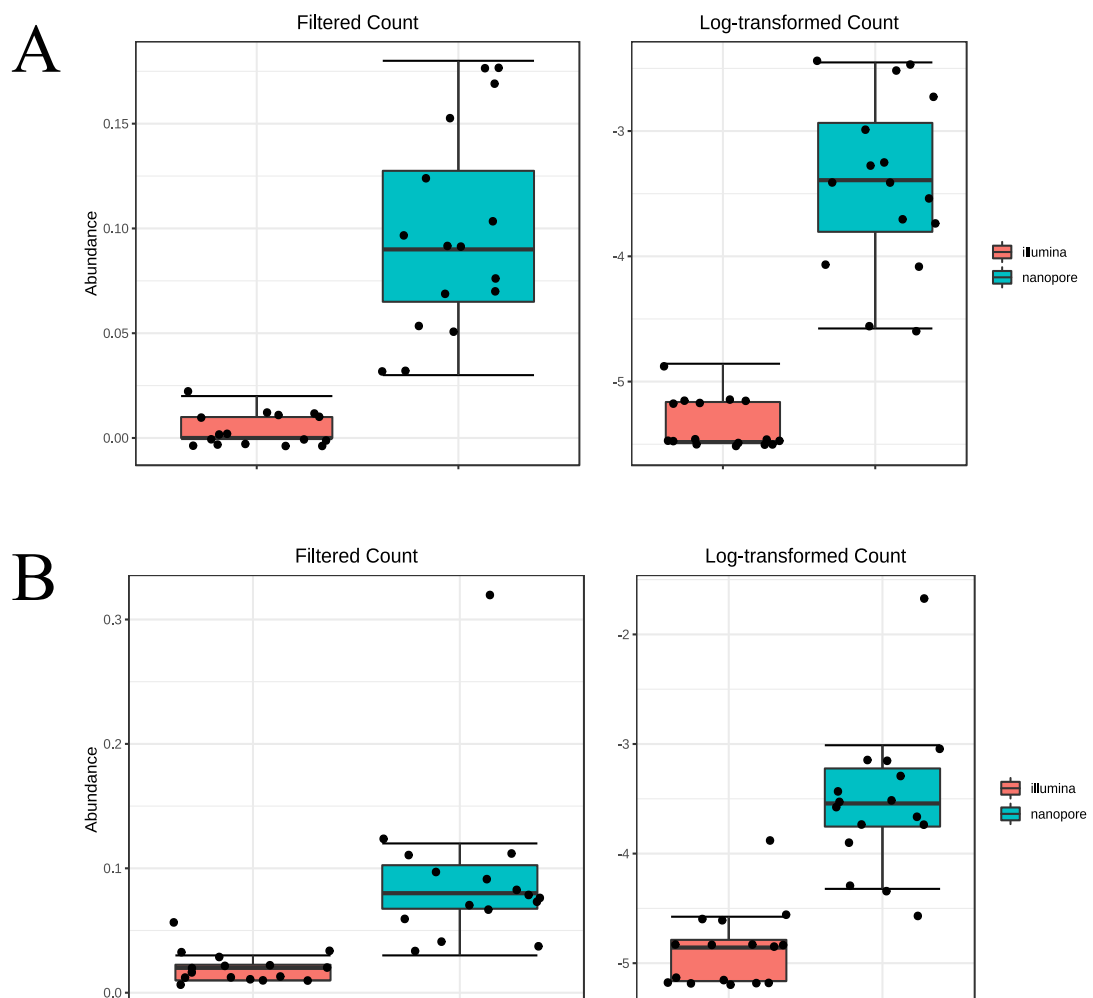 A
Filtered Count
Log-transformed Count
Abundance
0.15
0.10
0.05
0.00
-3
-4
-5
illumina
nanopore
B
Filtered Count
Log-transformed Count
Abundance
0.3
0.2
0.1
0.0
-2
-3
-4
-5
illumina
nanopore